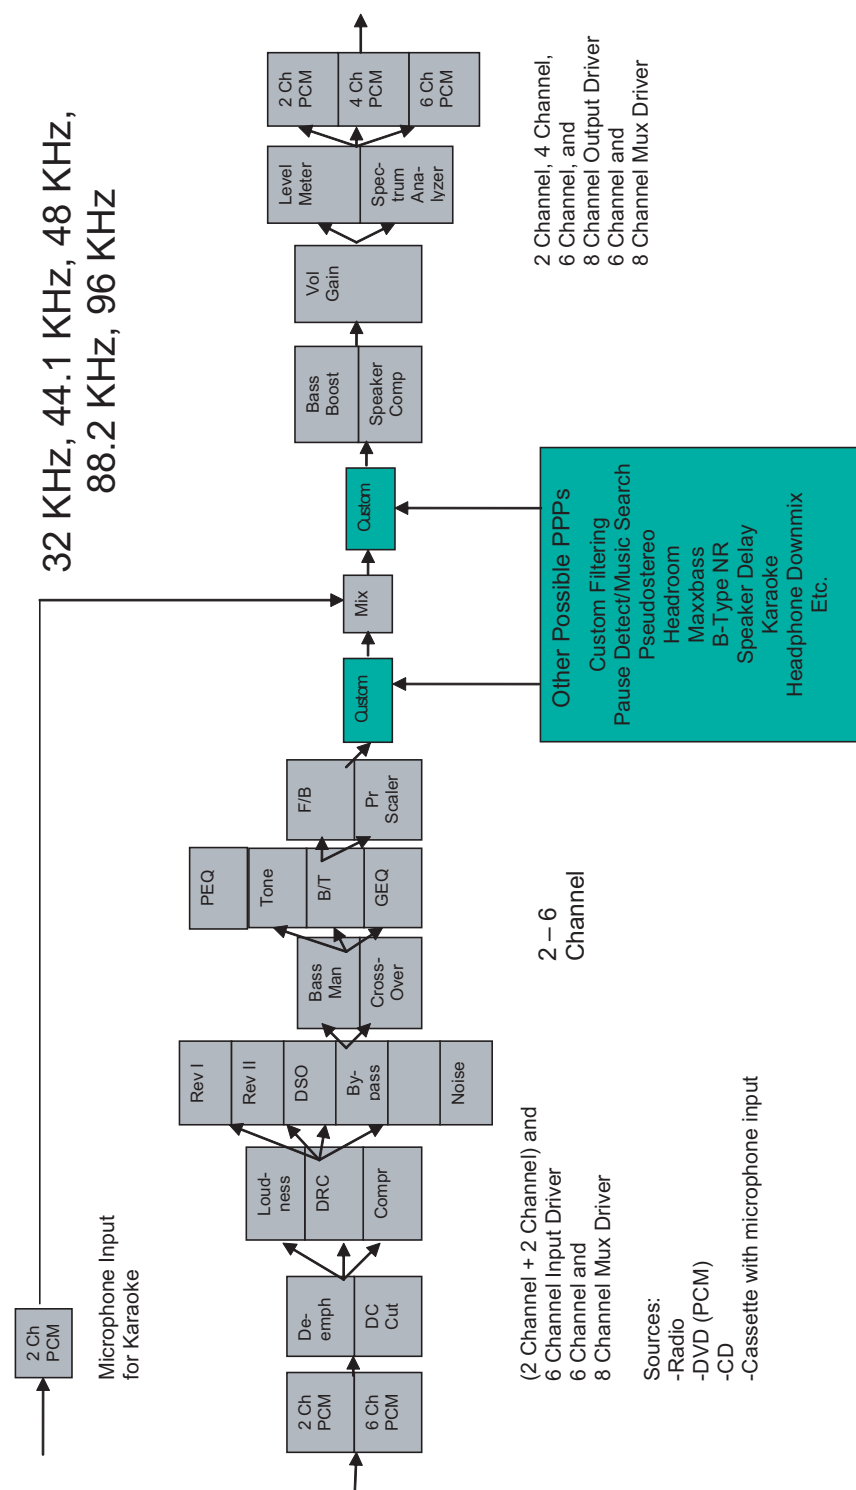 32 KHz, 44.1 KHz, 48 KHz,
88.2 KHz, 96 KHz
2 Ch
PCM
Microphone Input
for Karaoke
2 Ch
PCM
6 Ch
PCM
De-
emph
DC
Cut
Loud-
ness
DRC
Compr
Rev I
Rev II
DSO
By-
pass
Noise
Bass
Man
Cross-
Over
PEQ
Tone
B/T
GEQ
F/B
Pr
Scaler
Custom
Mix
Custom
Bass
Boost
Speaker
Comp
Vol
Gain
Level
Meter
Spec-
trum
Ana-
lyzer
2 Ch
PCM
4 Ch
PCM
6 Ch
PCM
(2 Channel + 2 Channel) and
6 Channel Input Driver
6 Channel and
8 Channel Mux Driver
Sources:
-Radio
-DVD (PCM)
-CD
-Cassette with microphone input
2 – 6
Channel
Other Possible PPPs
Custom Filtering
Pause Detect/Music Search
Pseudostereo
Headroom
Maxxbass
B-Type NR
Speaker Delay
Karaoke
Headphone Downmix
Etc.
2 Channel, 4 Channel,
6 Channel, and
8 Channel Output Driver
6 Channel and
8 Channel Mux Driver